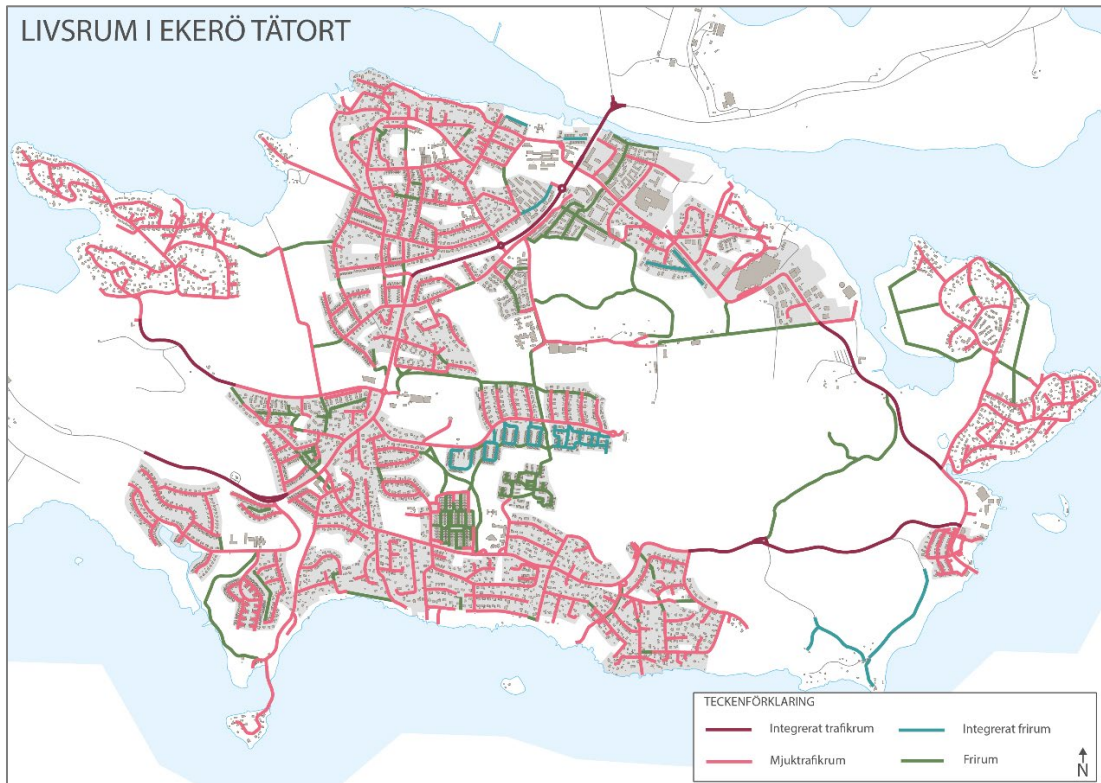 LIVSRUM I EKERÖ TÄTORT
TECKENFÖRKLARING
Integrerat trafikrum
Integrerat frirum
Mjuktrafikrum
Frirum
N